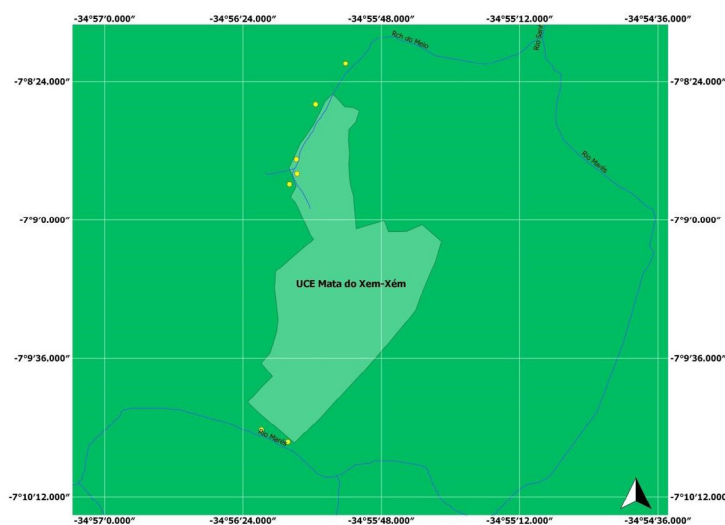 -34°57'0.000" -34°56'24.000" -34°55'48.000" -34°55'12.000" -34°54'36.000"
Rch do Meio
-7°8'24.000" -7°8'24.000"
Rio Marés
-7°9'0.000" -7°9'0.000"
UCE Mata do Xem-Xém
-7°9'36.000" -7°9'36.000"
Rio Marés
-7°10'12.000" -7°10'12.000"
-34°57'0.000" -34°56'24.000" -34°55'48.000" -34°55'12.000" -34°54'36.000"